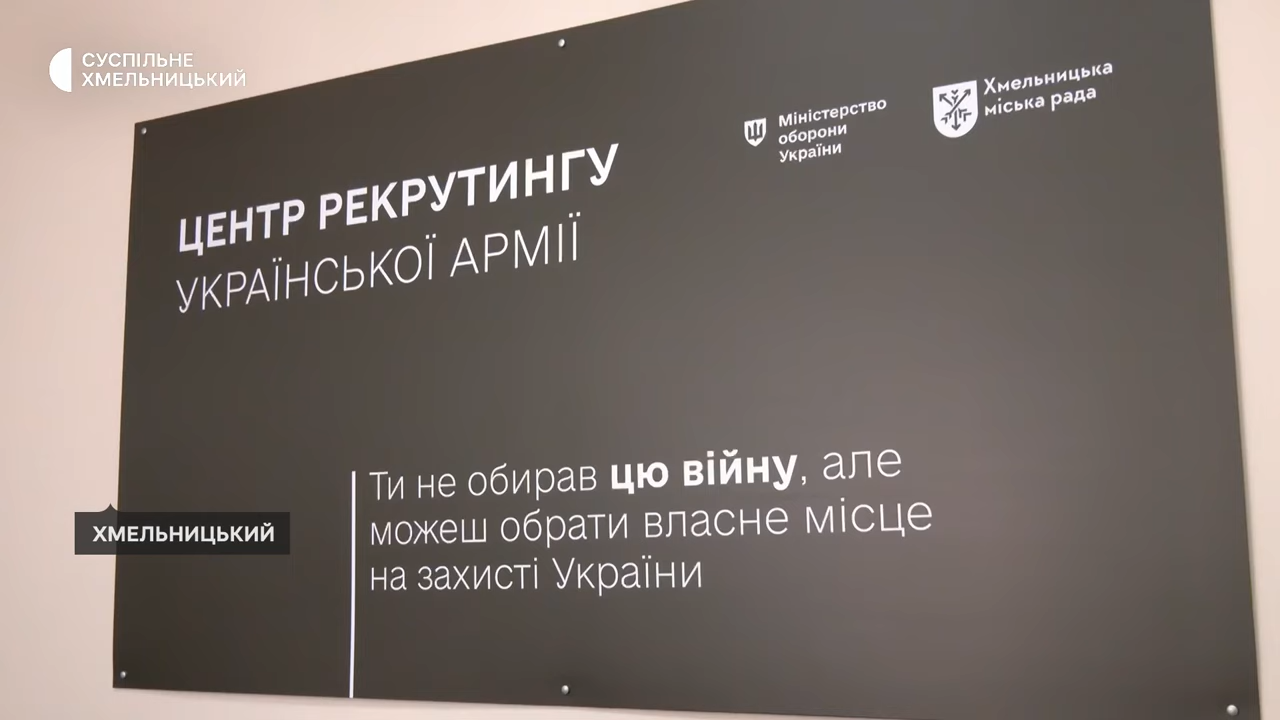 СУСПІЛЬНЕ
ХМЕЛЬНИЦЬКИЙ
Міністерство
оборони
України
Хмельницька
міська рада
ЦЕНТР РЕКРУТИНГУ
УКРАЇНСЬКОЇ АРМІЇ
Ти не обирав цю війну, але
можеш обрати власне місце
на захисті України
ХМЕЛЬНИЦЬКИЙ